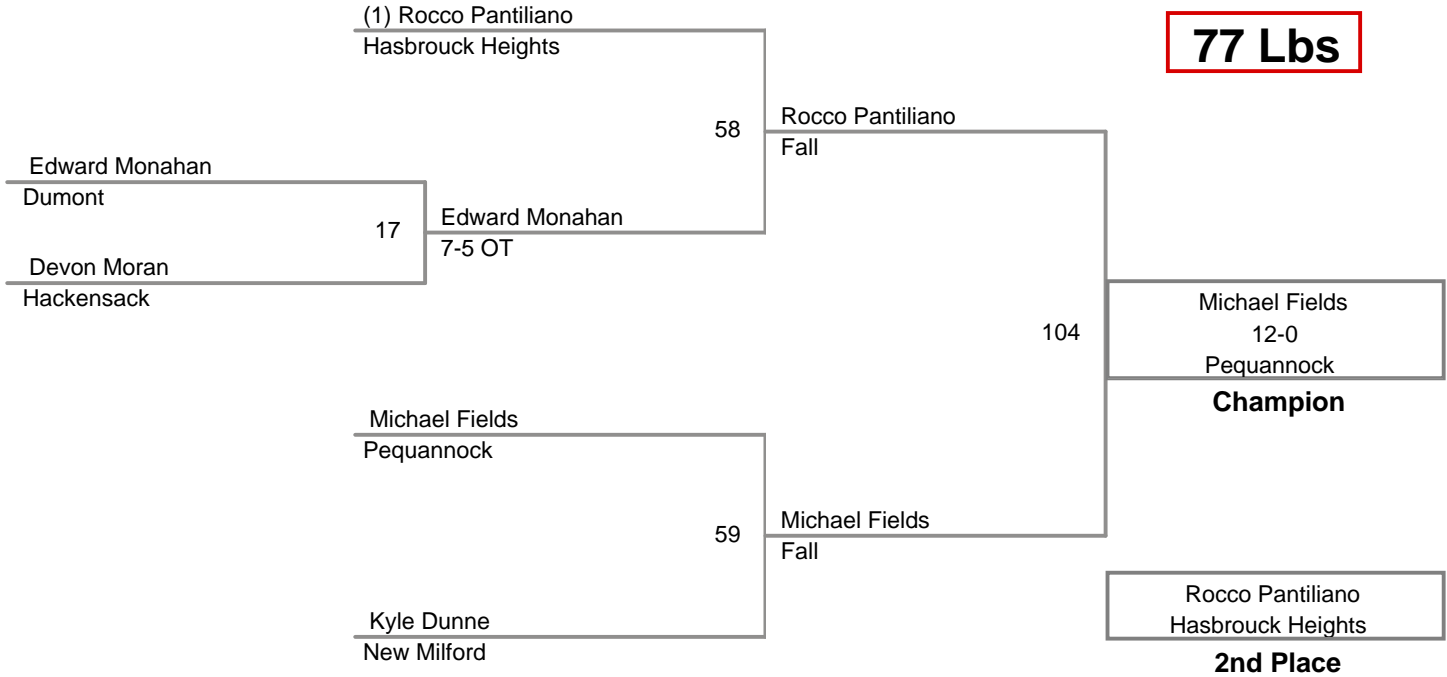 (1) Rocco Pantiliano
Hasbrouck Heights
77 Lbs
58
Rocco Pantiliano
Fall
Edward Monahan
Dumont
17
Edward Monahan
7-5 OT
Devon Moran
Hackensack
104
Michael Fields
12-0
Pequannock
Champion
Michael Fields
Pequannock
59
Michael Fields
Fall
Kyle Dunne
New Milford
Rocco Pantiliano
Hasbrouck Heights
2nd Place